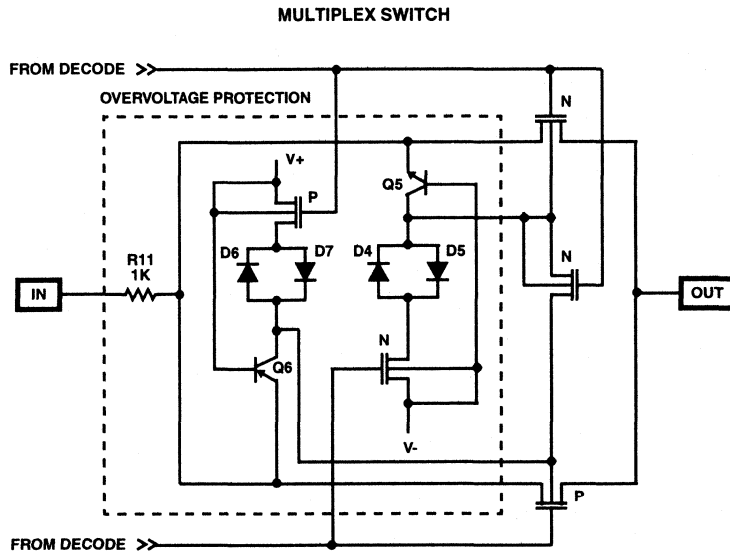 MULTIPLEX SWITCH
FROM DECODE
OVERVOLTAGE PROTECTION
N
V+
Q5
P
R11
1K
D6
D7
D4
D5
N
IN
OUT
N
Q6
V-
P
FROM DECODE